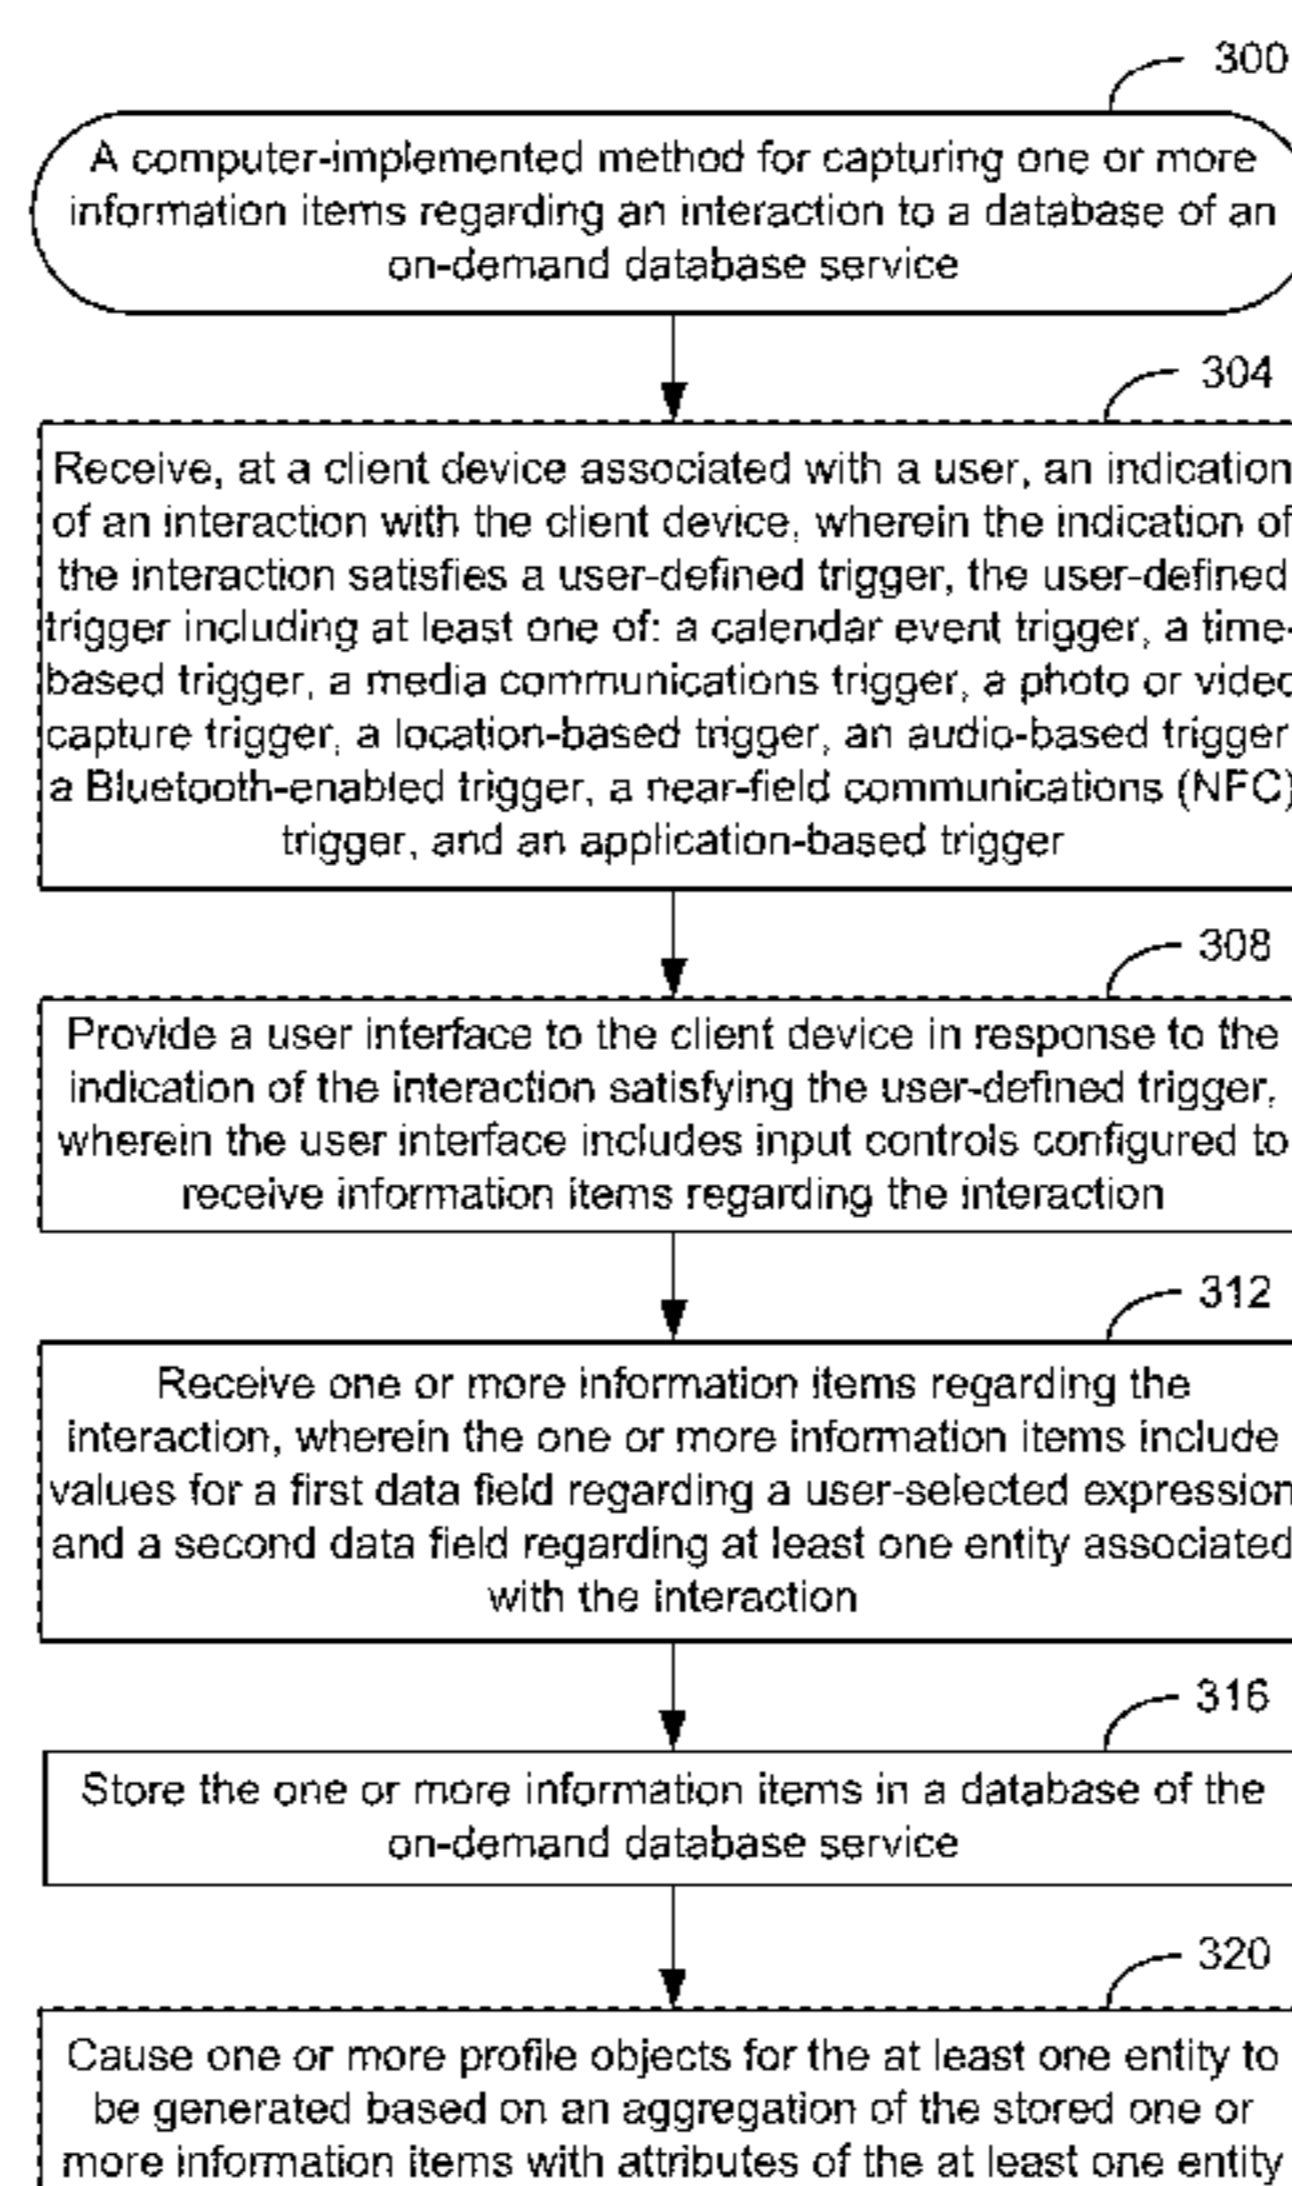 300
A computer-implemented method for capturing one or more
information items regarding an interaction to a database of an
on-demand database service
304
Receive, at a client device associated with a user, an indication
of an interaction with the client device, wherein the indication of
the interaction satisfies a user-defined trigger, the user-defined
trigger including at least one of: a calendar event trigger, a time-
based trigger, a media communications trigger, a photo or video
capture trigger, a location-based trigger, an audio-based trigger
a Bluetooth-enabled trigger, a near-field communications (NFC)
trigger, and an application-based trigger
308
Provide a user interface to the client device in response to the
indication of the interaction satisfying the user-defined trigger,
wherein the user interface includes input controls configured to
receive information items regarding the interaction
312
Receive one or more information items regarding the
interaction, wherein the one or more information items include
values for a first data field regarding a user-selected expression
and a second data field regarding at least one entity associated
with the interaction
316
Store the one or more information items in a database of the
on-demand database service
320
Cause one or more profile objects for the at least one entity to
be generated based on an aggregation of the stored one or
more information items with attributes of the at least one entity